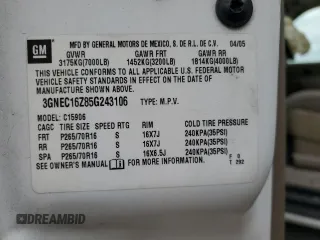 GM
MFD BY GENERAL MOTORS DE MEXICO, S. DE R.L. DE C.V. 04/05
GVWR GAWR FRT GAWR RR
3175KG(7000LB) 1452KG(3200LB) 1814KG(4000LB)
THIS VEHICLE CONFORMS TO ALL APPLICABLE U.S. FEDERAL MOTOR
VEHICLE SAFETY STANDARDS IN EFFECT ON THE DATE OF
MANUFACTURE SHOWN ABOVE.
3GNEC16Z85G243106 TYPE: M.P.V.
MODEL: C15906 COLD TIRE PRESSURE
CAGC TIRE SIZE SPEED RTG RIM
FRT P265/70R16 S 16X7J 240KPA(35PSI)
RR P265/70R16 S 16X7J 240KPA(35PSI)
SPA P265/70R16 S 16X6.5J 240KPA(35PSI)
SEE OWNER'S MANUAL FOR MORE INFORMATION.
T 292
DREAMBID